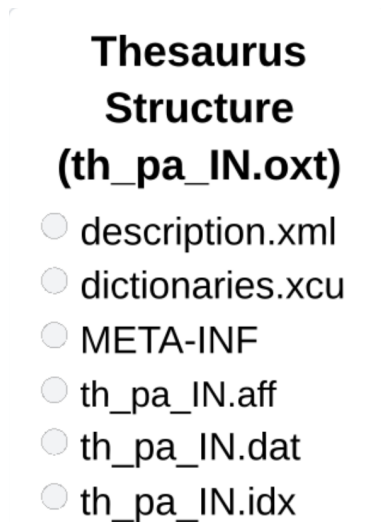 Thesaurus
Structure
(th_pa_IN.oxt)
description.xml
dictionaries.xcu
META-INF
th_pa_IN.aff
th_pa_IN.dat
th_pa_IN.idx